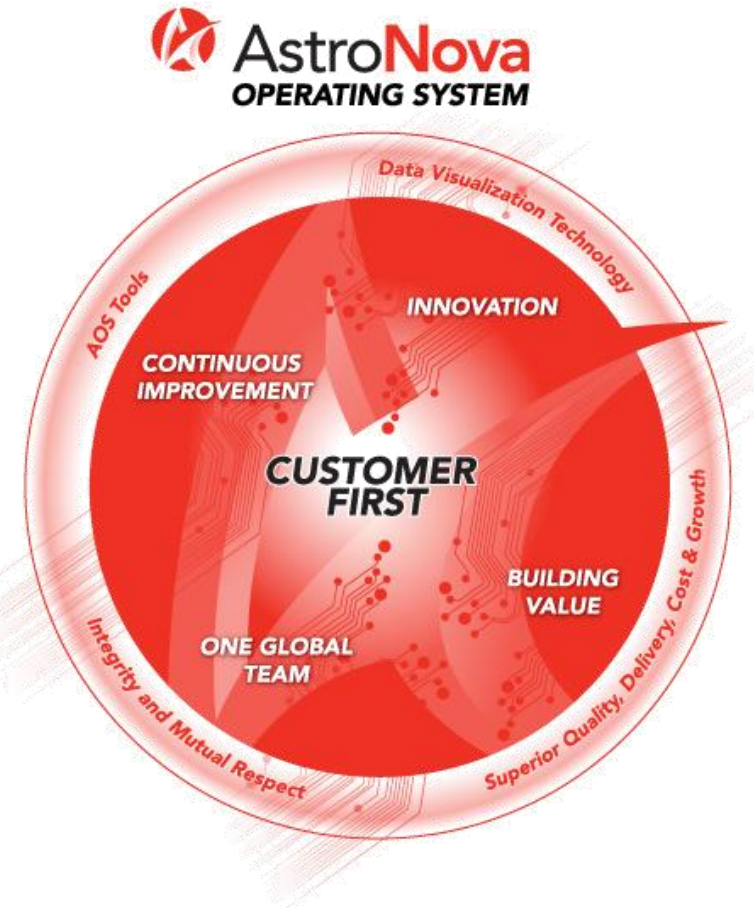 AstroNova
OPERATING SYSTEM
Data Visualization Technology
AOS Tools
INNOVATION
CONTINUOUS
IMPROVEMENT
CUSTOMER
FIRST
BUILDING
VALUE
ONE GLOBAL
TEAM
Superior Quality, Delivery, Cost & Growth
Integrity and Mutual Respect